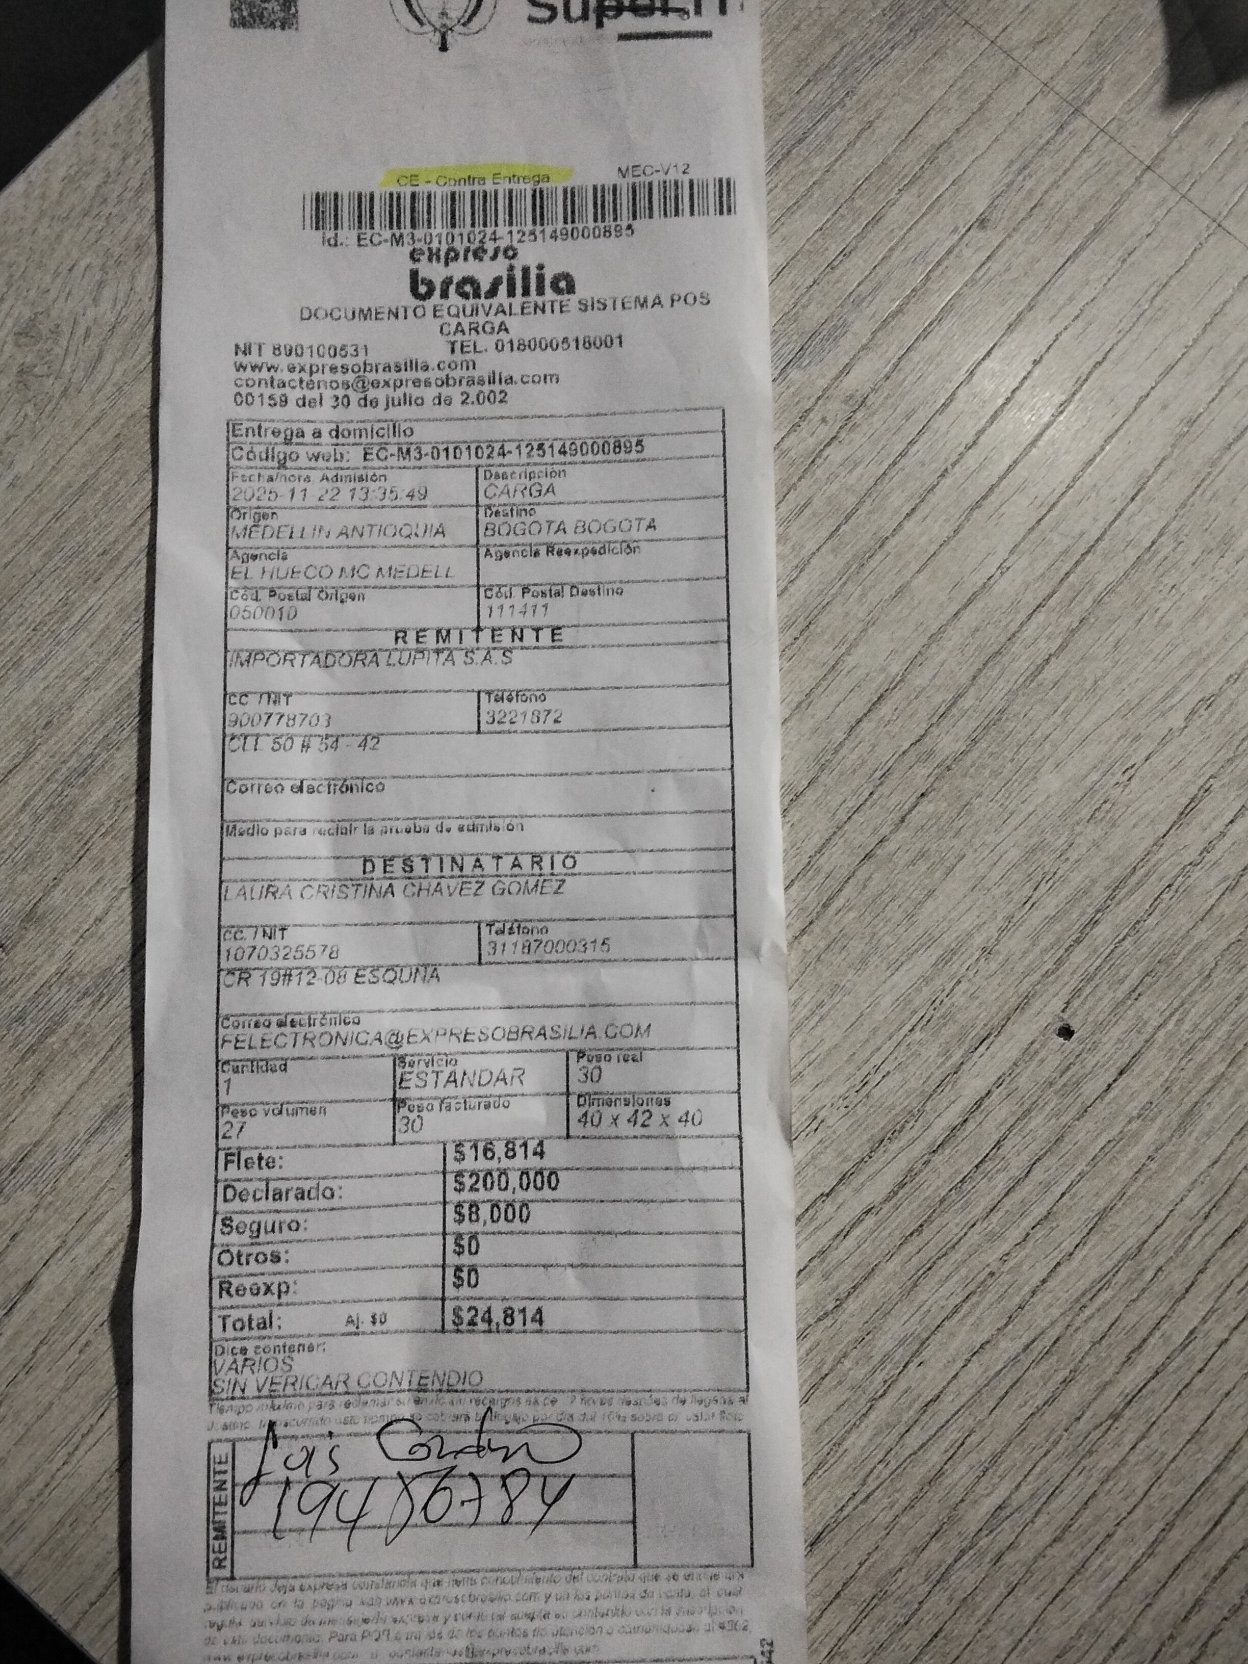 CE - Contra Entrega MEC-V12
id.: EC-M3-0101024-125149000895
expreso
brasilia
DOCUMENTO EQUIVALENTE SISTEMA POS
CARGA
NIT 890100531 TEL. 018000518001
www.expresobrasilia.com
contactenos@expresobrasilia.com
00159 del 30 de julio de 2.002
Entrega a domicilio
Código web: EC-M3-0101024-125149000895
Fecha/hora Admisión Descripción
2025-11-22 13:35:49 CARGA
Origen Destino
MEDELLIN ANTIOQUIA BOGOTA BOGOTA
Agencia Agencia Reexpedición
EL HUECO MC MEDELL
Cód. Postal Origen Cód. Postal Destino
050010 111411
REMITENTE
IMPORTADORA LUPITA S.A.S
CC. / NIT Teléfono
900778703 3221872
CLL 50 # 54 - 42
Correo electrónico
Medio para recibir la prueba de admisión
DESTINATARIO
LAURA CRISTINA CHAVEZ GOMEZ
CC. / NIT Teléfono
1070325578 31187000315
CR 19#12-08 ESQUNA
Correo electrónico
FELECTRONICA@EXPRESOBRASILIA.COM
Cantidad Servicio Peso real
1 ESTANDAR 30
Peso volumen Peso facturado Dimensiones
27 30 40 x 42 x 40
Flete: $16,814
Declarado: $200,000
Seguro: $8,000
Otros: $0
Reexp: $0
Total: Aj. $0 $24,814
Dice contener:
VARIOS
SIN VERICAR CONTENDIO
REMITENTE